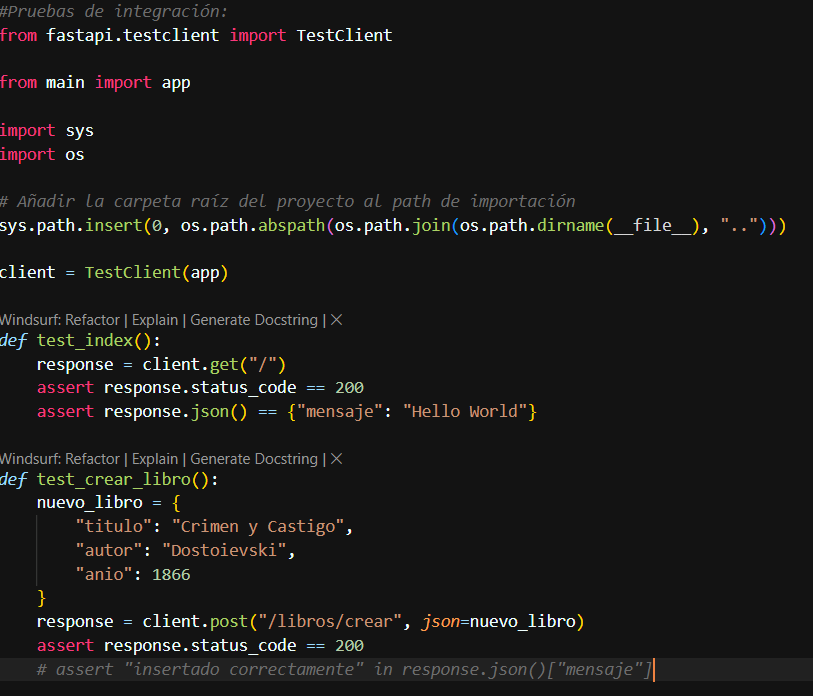 #Pruebas de integración:
from fastapi.testclient import TestClient
from main import app
import sys
import os
# Añadir la carpeta raíz del proyecto al path de importación
sys.path.insert(0, os.path.abspath(os.path.join(os.path.dirname(__file__), "..")))
client = TestClient(app)
Windsurf: Refactor | Explain | Generate Docstring | ×
def test_index():
    response = client.get("/")
    assert response.status_code == 200
    assert response.json() == {"mensaje": "Hello World"}
Windsurf: Refactor | Explain | Generate Docstring | ×
def test_crear_libro():
    nuevo_libro = {
        "titulo": "Crimen y Castigo",
        "autor": "Dostoievski",
        "anio": 1866
    }
    response = client.post("/libros/crear", json=nuevo_libro)
    assert response.status_code == 200
    # assert "insertado correctamente" in response.json()["mensaje"]